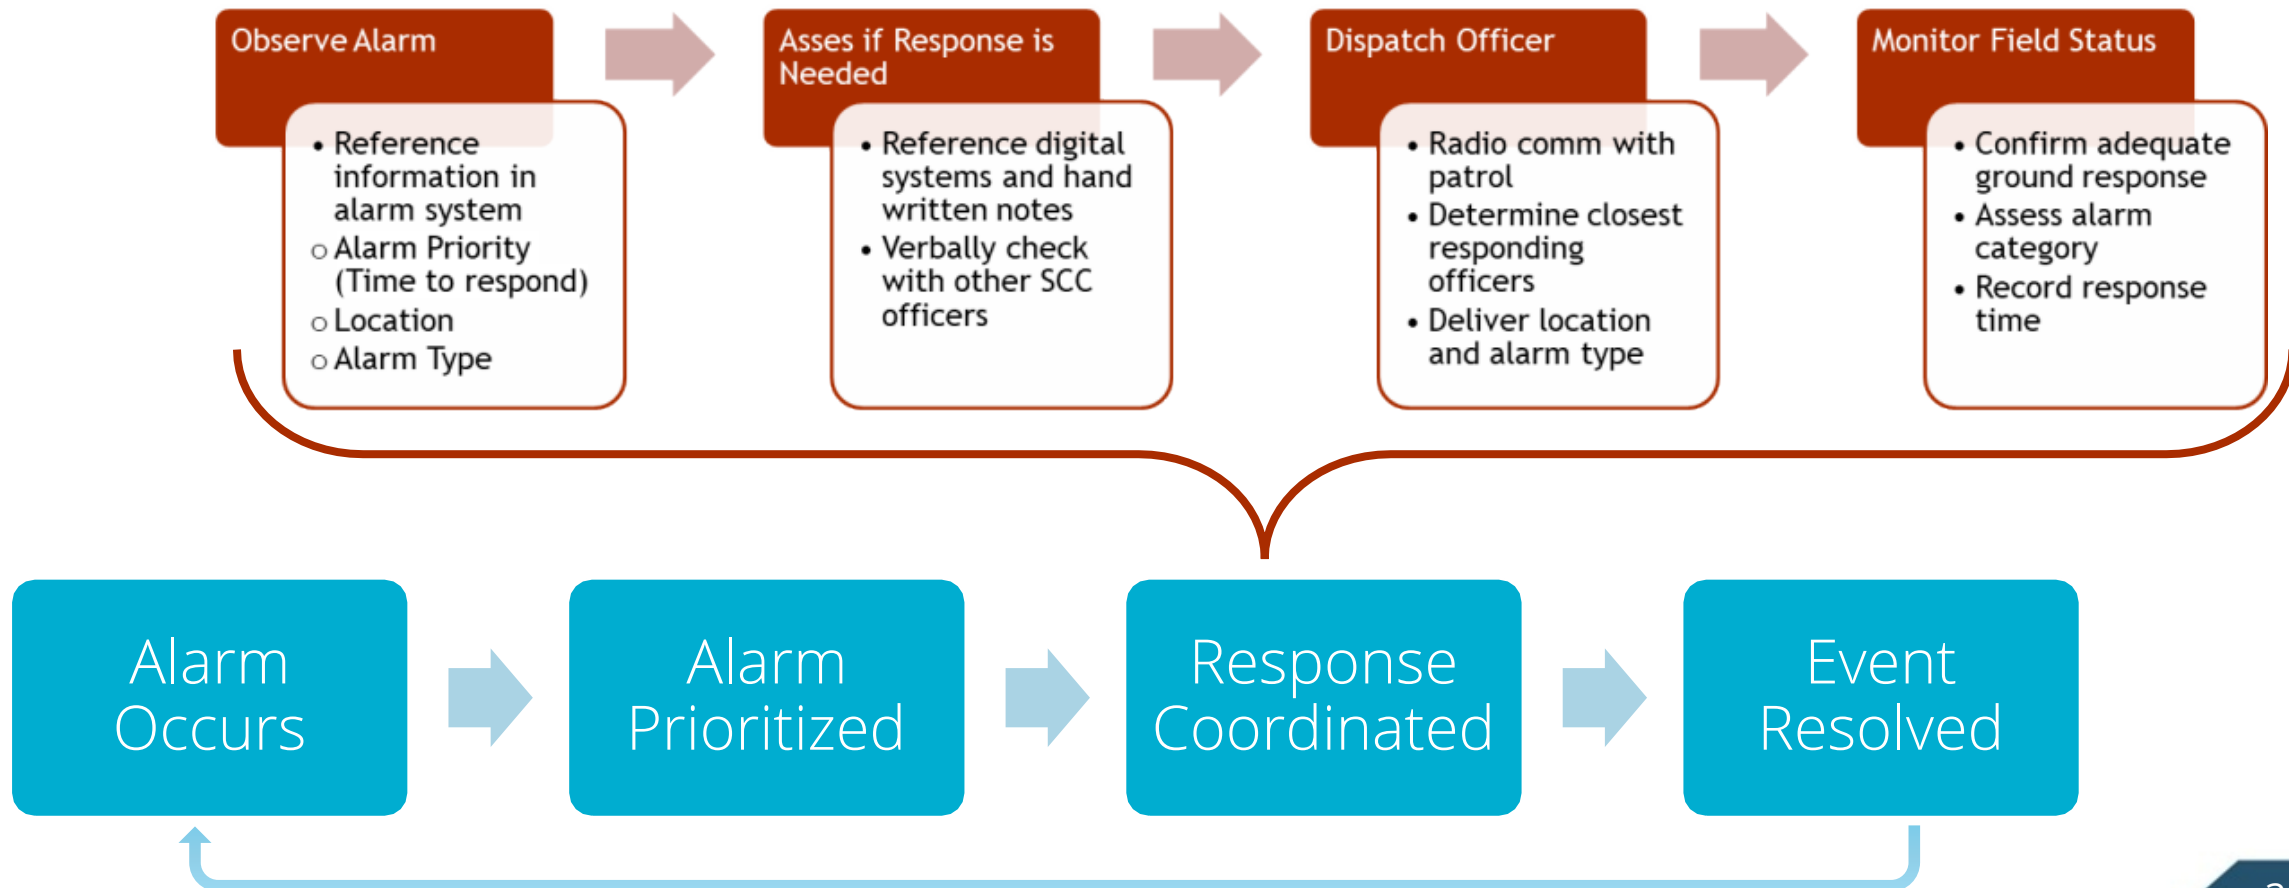 Observe Alarm
• Reference
information in
alarm system
o Alarm Priority
(Time to respond)
o Location
o Alarm Type
Asses if Response is
Needed
• Reference digital
systems and hand
written notes
• Verbally check
with other SCC
officers
Dispatch Officer
• Radio comm with
patrol
• Determine closest
responding
officers
• Deliver location
and alarm type
Monitor Field Status
• Confirm adequate
ground response
• Assess alarm
category
• Record response
time
Alarm
Occurs
Alarm
Prioritized
Response
Coordinated
Event
Resolved